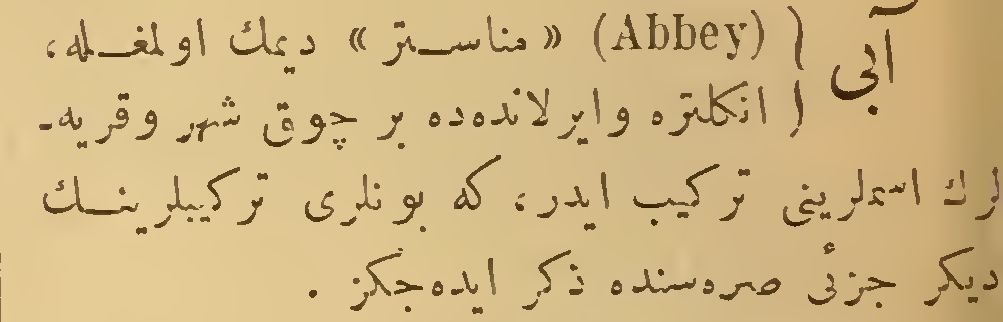 آبی (Abbey) « مناستر » دیمك اولمغله،
انكلتره وایرلانده‌ده بر چوق شهر وقریه‌ـ
لرك اسملرینی تركیب ایدر، كه بونلری تركیبلرینك
دیكر جزئی صره‌سنده ذكر ایده‌جكز .